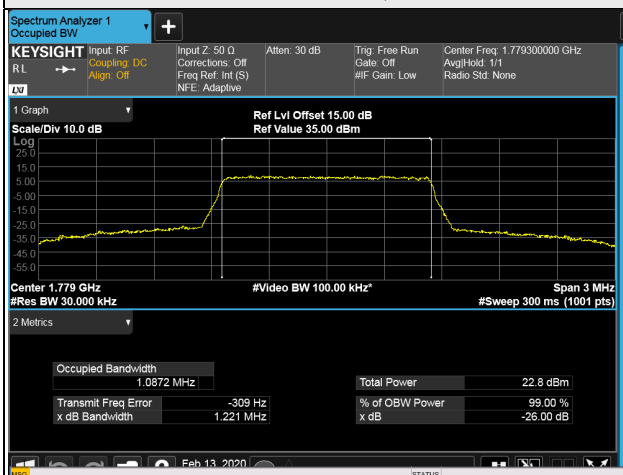 Spectrum Analyzer 1
Occupied BW
KEYSIGHT Input: RF Input Z: 50 Ω Atten: 30 dB Trig: Free Run Center Freq: 1.779300000 GHz
RL Coupling: DC Corrections: Off Gate: Off Avg|Hold: 1/1
Align: Off Freq Ref: Int (S) #IF Gain: Low Radio Std: None
LXI NFE: Adaptive
1 Graph Ref Lvl Offset 15.00 dB
Scale/Div 10.0 dB Ref Value 35.00 dBm
Log
25.0
15.0
5.00
-5.00
-15.0
-25.0
-35.0
-45.0
-55.0
Center 1.779 GHz #Video BW 100.00 kHz* Span 3 MHz
#Res BW 30.000 kHz #Sweep 300 ms (1001 pts)
2 Metrics
Occupied Bandwidth
1.0872 MHz Total Power 22.8 dBm
Transmit Freq Error -309 Hz % of OBW Power 99.00 %
x dB Bandwidth 1.221 MHz x dB -26.00 dB
Feb 13, 2020
MSG STATUS